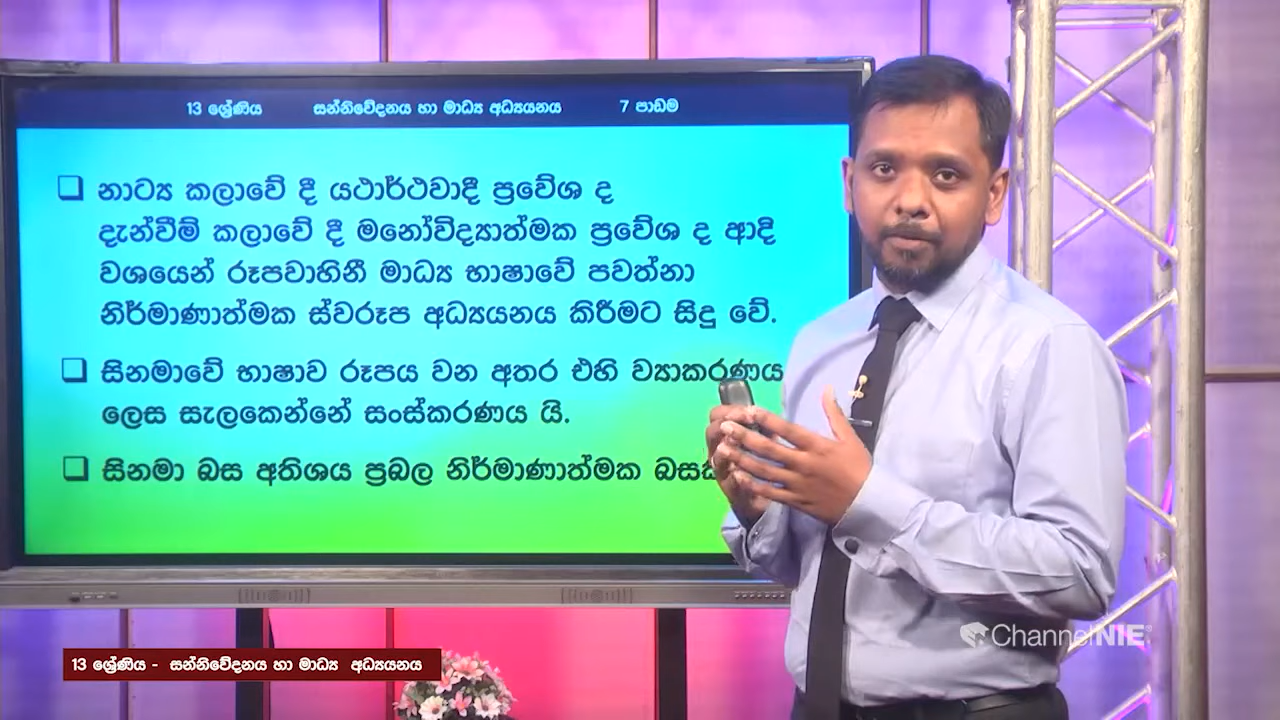 13 ශ්‍රේණිය සන්නිවේදනය හා මාධ්‍ය අධ්‍යයනය 7 පාඩම
නාට්‍ය කලාවේ දී යථාර්ථවාදී ප්‍රවේශ ද
දැන්වීම් කලාවේ දී මනෝවිද්‍යාත්මක ප්‍රවේශ ද ආදි
වශයෙන් රූපවාහිනී මාධ්‍ය භාෂාවේ පවත්නා
නිර්මාණාත්මක ස්වරූප අධ්‍යයනය කිරීමට සිදු වේ.
සිනමාවේ භාෂාව රූපය වන අතර එහි ව්‍යාකරණය
ලෙස සැලකෙන්නේ සංස්කරණය යි.
සිනමා බස අතිශය ප්‍රබල නිර්මාණාත්මක
ChannelNIE
13 ශ්‍රේණිය - සන්නිවේදනය හා මාධ්‍ය අධ්‍යයනය